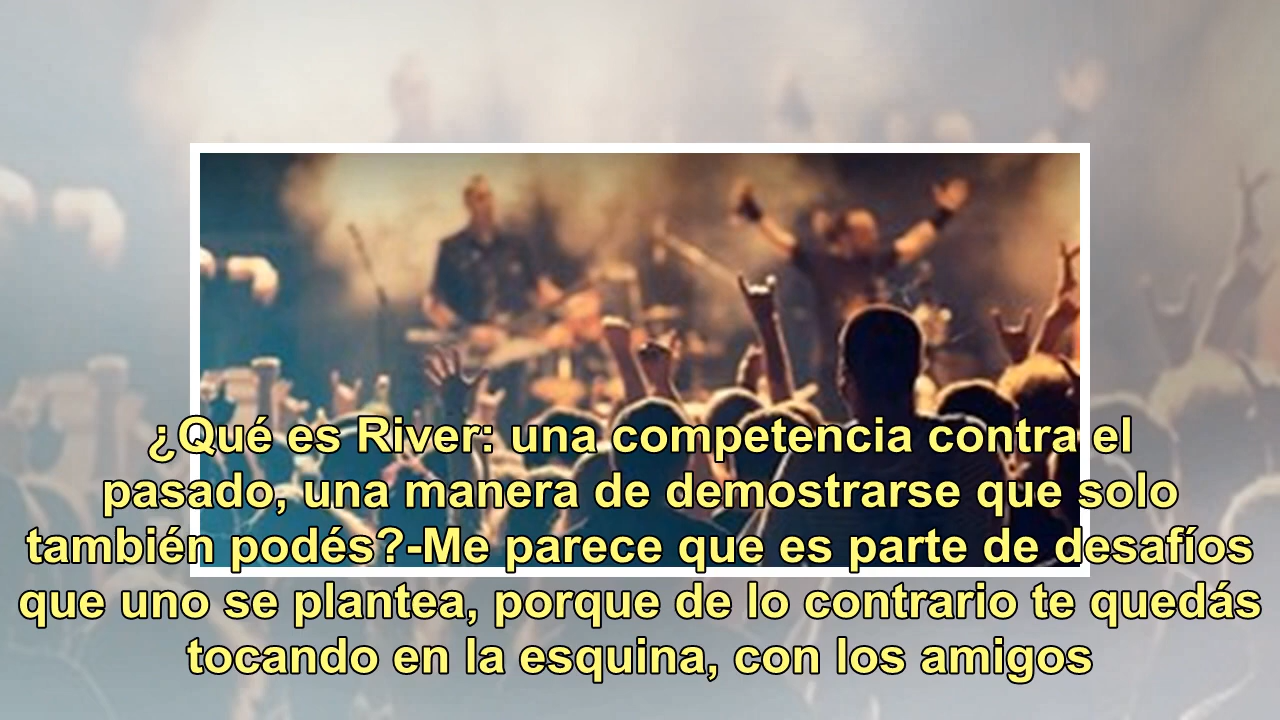 ¿Qué es River: una competencia contra el
pasado, una manera de demostrarse que solo
también podés?-Me parece que es parte de desafíos
que uno se plantea, porque de lo contrario te quedás
tocando en la esquina, con los amigos